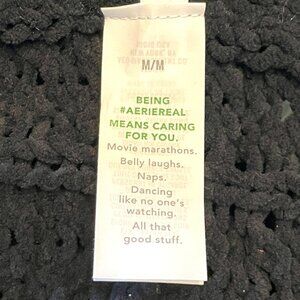 M/M
BEING
#AERIEREAL
MEANS CARING
FOR YOU.
Movie marathons.
Belly laughs.
Naps.
Dancing
like no one's
watching.
All that
good stuff.